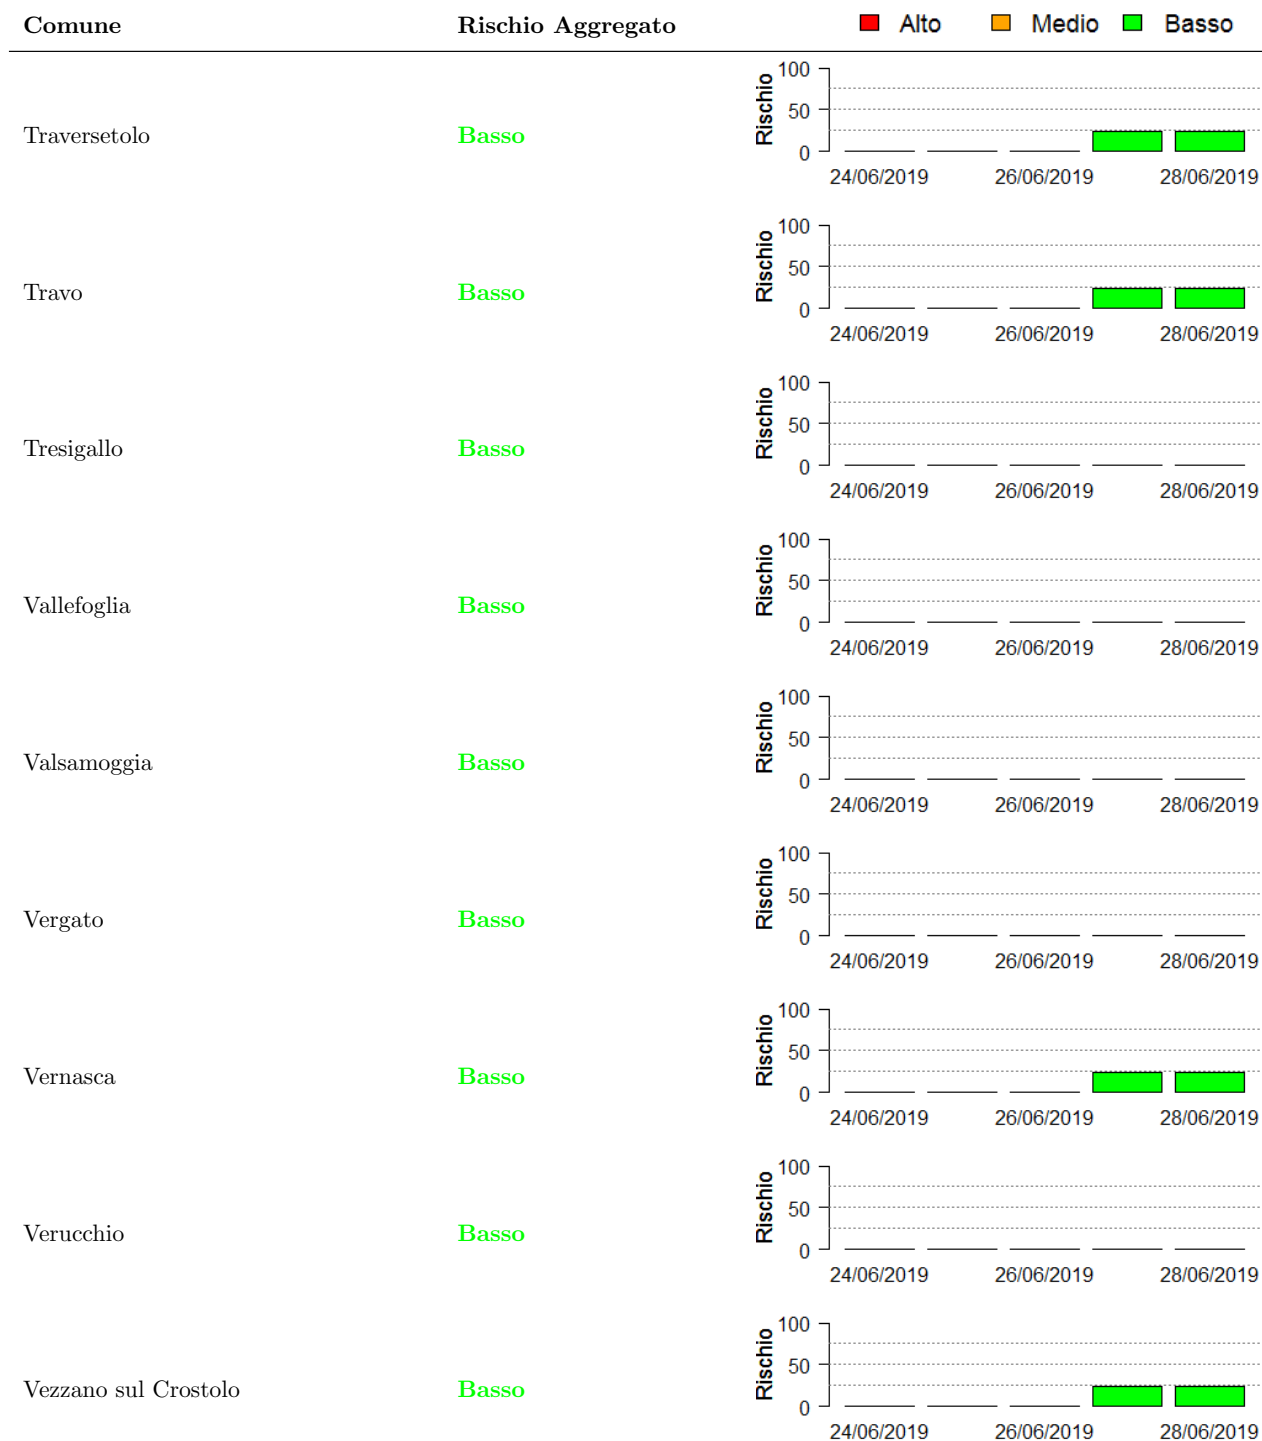 Comune Rischio Aggregato Alto Medio Basso
Traversetolo Basso Rischio 100 50 0
24/06/2019 26/06/2019 28/06/2019
Travo Basso Rischio 100 50 0
24/06/2019 26/06/2019 28/06/2019
Tresigallo Basso Rischio 100 50 0
24/06/2019 26/06/2019 28/06/2019
Vallefoglia Basso Rischio 100 50 0
24/06/2019 26/06/2019 28/06/2019
Valsamoggia Basso Rischio 100 50 0
24/06/2019 26/06/2019 28/06/2019
Vergato Basso Rischio 100 50 0
24/06/2019 26/06/2019 28/06/2019
Vernasca Basso Rischio 100 50 0
24/06/2019 26/06/2019 28/06/2019
Verucchio Basso Rischio 100 50 0
24/06/2019 26/06/2019 28/06/2019
Vezzano sul Crostolo Basso Rischio 100 50 0
24/06/2019 26/06/2019 28/06/2019